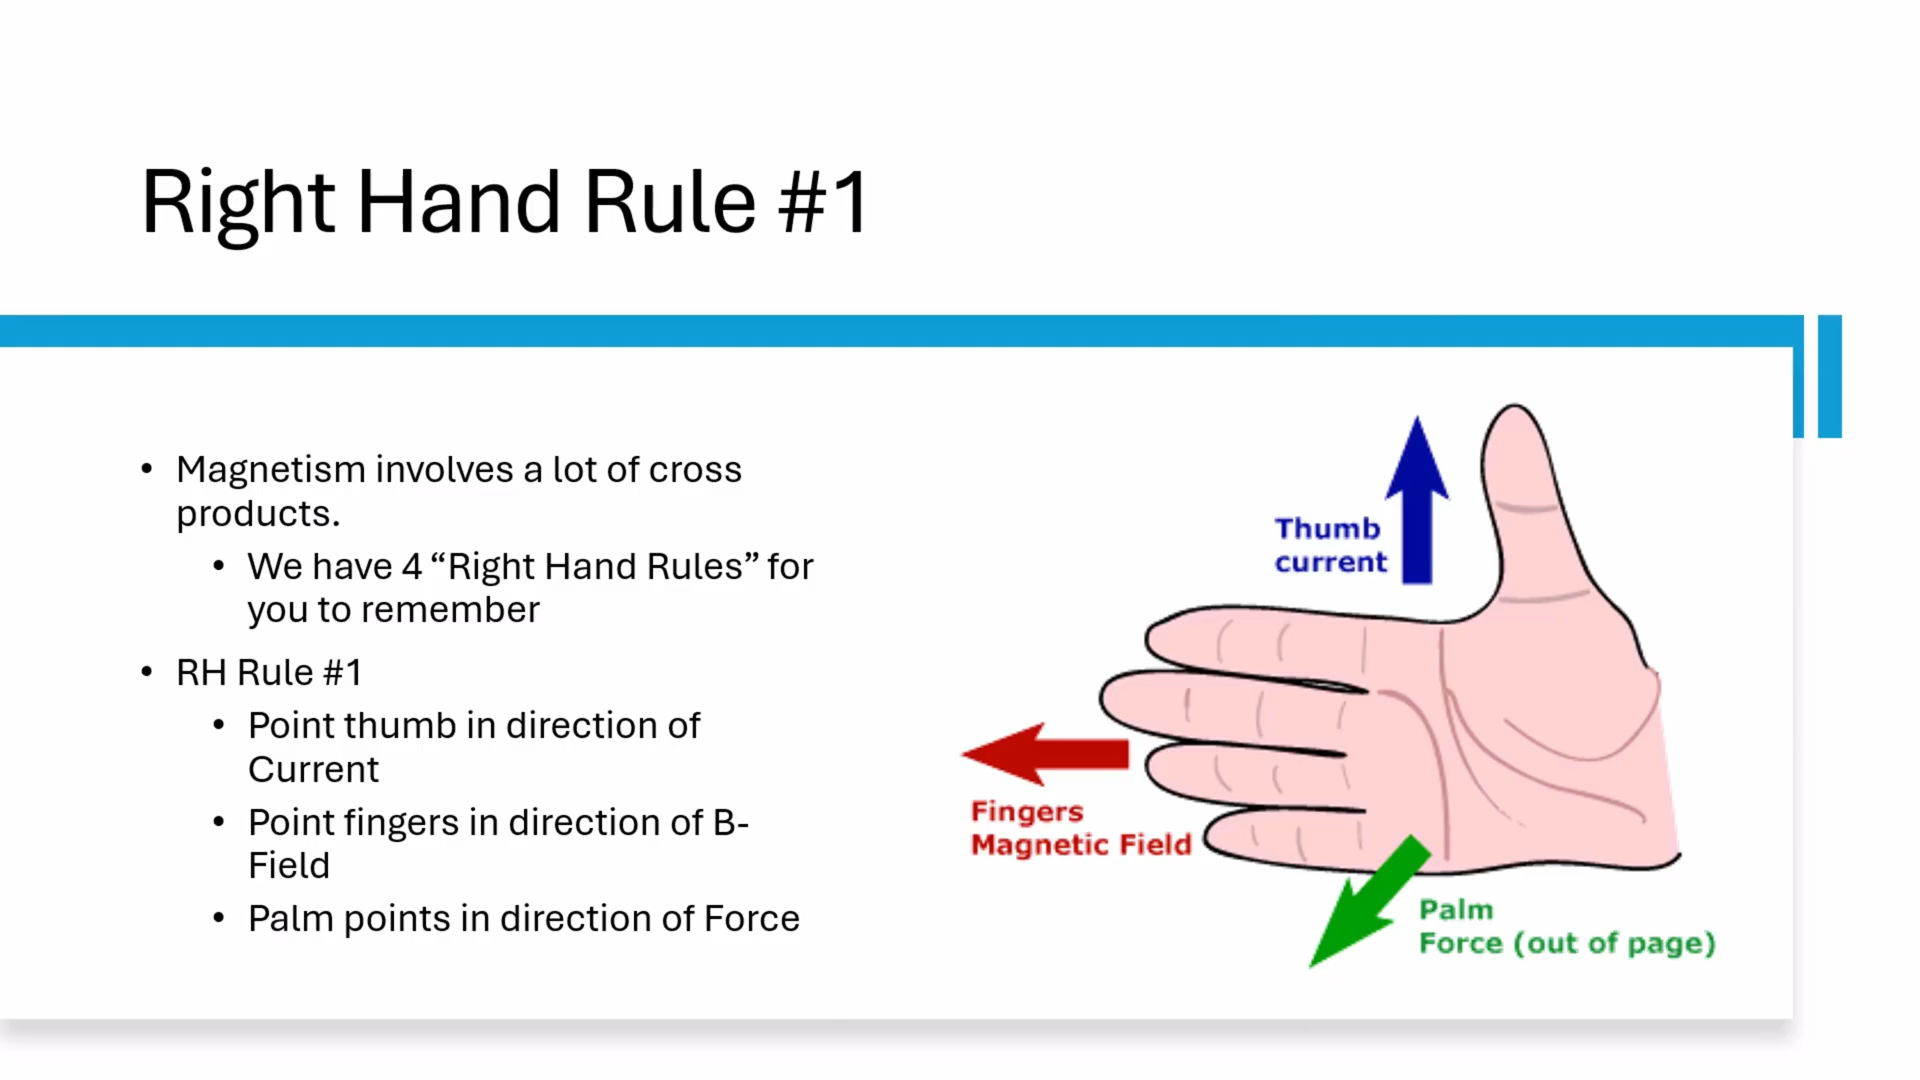 Right Hand Rule #1
• Magnetism involves a lot of cross
products.
• We have 4 “Right Hand Rules” for
you to remember
• RH Rule #1
• Point thumb in direction of
Current
• Point fingers in direction of B-
Field
• Palm points in direction of Force
Thumb
current
Fingers
Magnetic Field
Palm
Force (out of page)